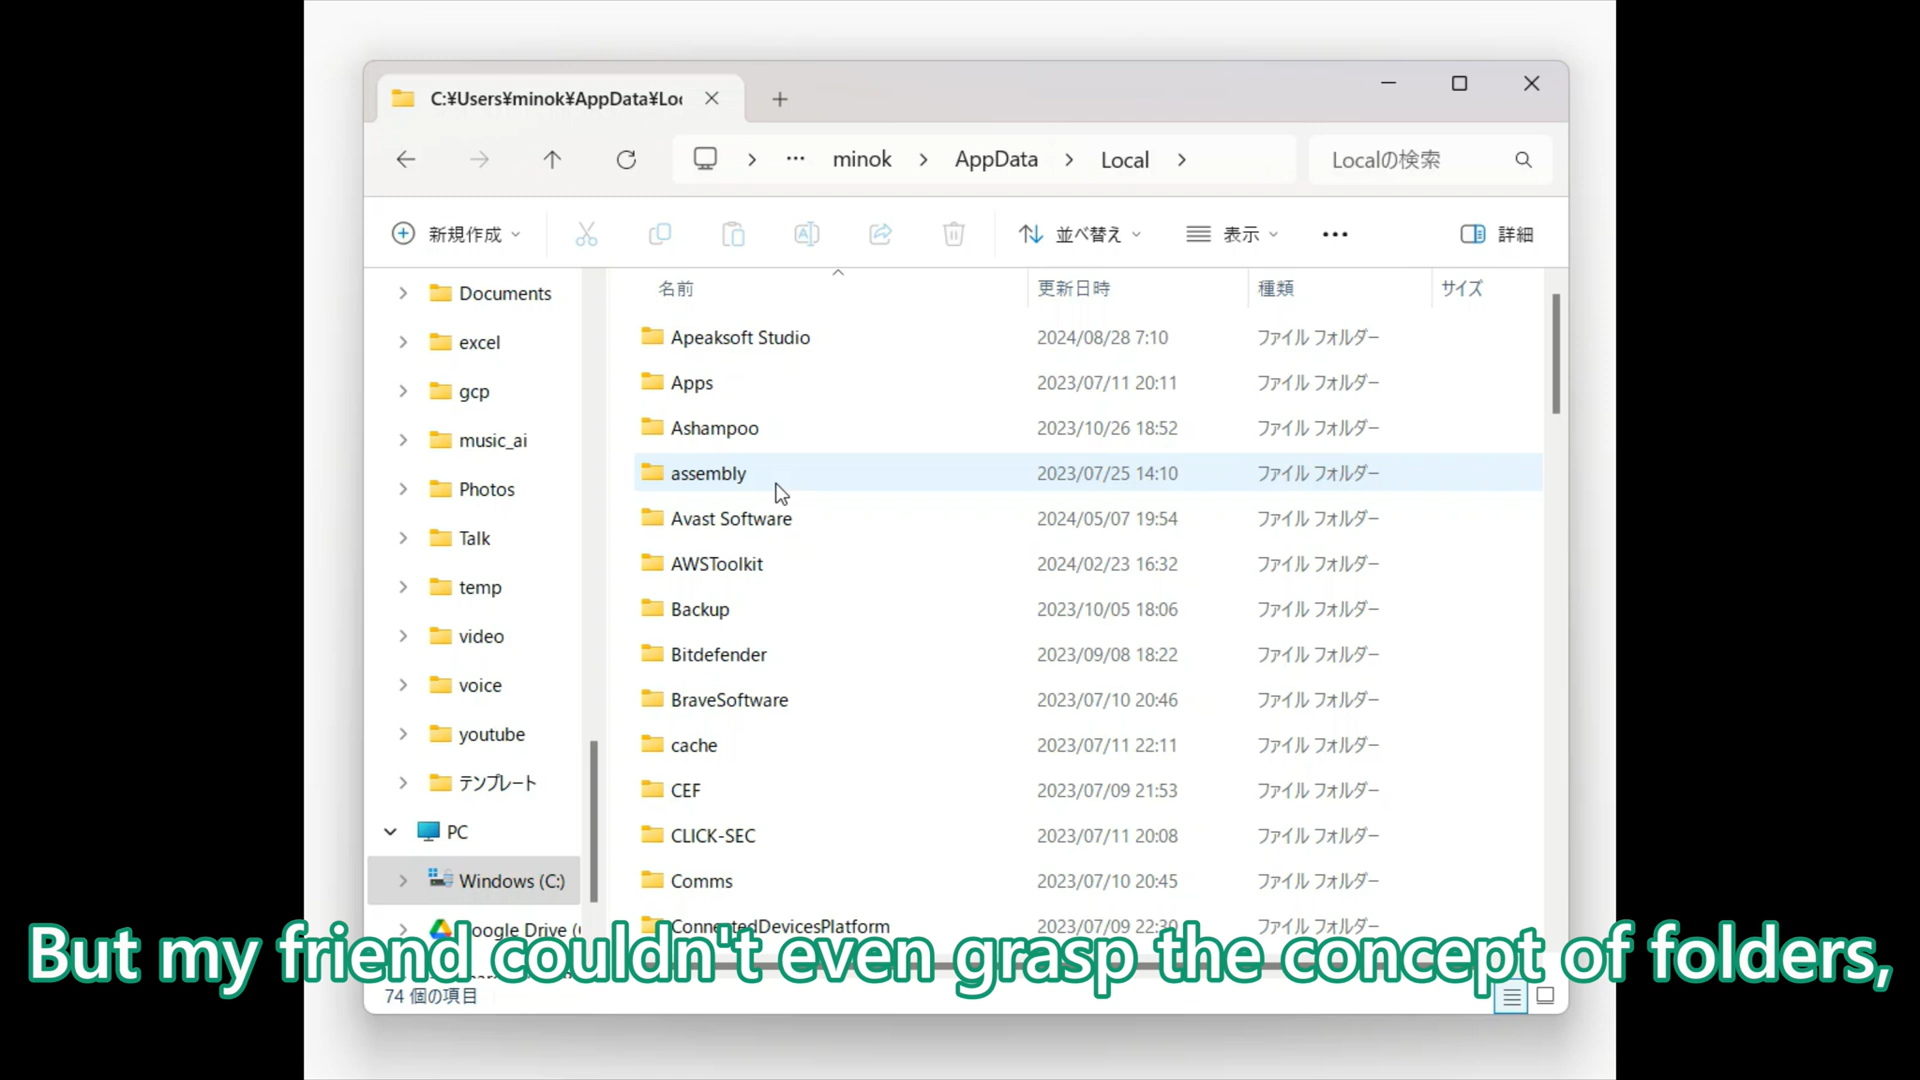 C:¥Users¥minok¥AppData¥Loc
minok AppData Local
Localの検索
新規作成 並べ替え 表示 詳細
Documents
excel
gcp
music_ai
Photos
Talk
temp
video
voice
youtube
テンプレート
PC
Windows (C:)
oogle Drive (
名前 更新日時 種類 サイズ
Apeaksoft Studio 2024/08/28 7:10 ファイル フォルダー
Apps 2023/07/11 20:11 ファイル フォルダー
Ashampoo 2023/10/26 18:52 ファイル フォルダー
assembly 2023/07/25 14:10 ファイル フォルダー
Avast Software 2024/05/07 19:54 ファイル フォルダー
AWSToolkit 2024/02/23 16:32 ファイル フォルダー
Backup 2023/10/05 18:06 ファイル フォルダー
Bitdefender 2023/09/08 18:22 ファイル フォルダー
BraveSoftware 2023/07/10 20:46 ファイル フォルダー
cache 2023/07/11 22:11 ファイル フォルダー
CEF 2023/07/09 21:53 ファイル フォルダー
CLICK-SEC 2023/07/11 20:08 ファイル フォルダー
Comms 2023/07/10 20:45 ファイル フォルダー
ConnectedDevicesPlatform 2023/07/09 22:30 ファイル フォルダー
But my friend couldn't even grasp the concept of folders,
74 個の項目